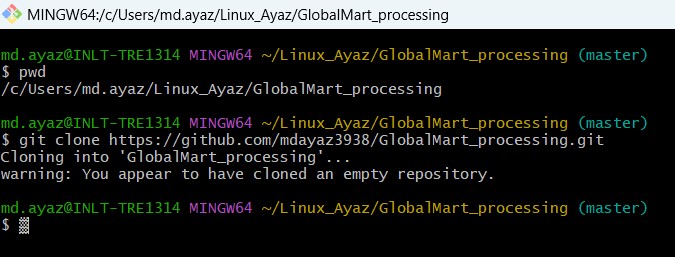 MINGW64:/c/Users/md.ayaz/Linux_Ayaz/GlobalMart_processing
md.ayaz@INLT-TRE1314 MINGW64 ~/Linux_Ayaz/GlobalMart_processing (master)
$ pwd
/c/Users/md.ayaz/Linux_Ayaz/GlobalMart_processing
md.ayaz@INLT-TRE1314 MINGW64 ~/Linux_Ayaz/GlobalMart_processing (master)
$ git clone https://github.com/mdayaz3938/GlobalMart_processing.git
Cloning into 'GlobalMart_processing'...
warning: You appear to have cloned an empty repository.
md.ayaz@INLT-TRE1314 MINGW64 ~/Linux_Ayaz/GlobalMart_processing (master)
$